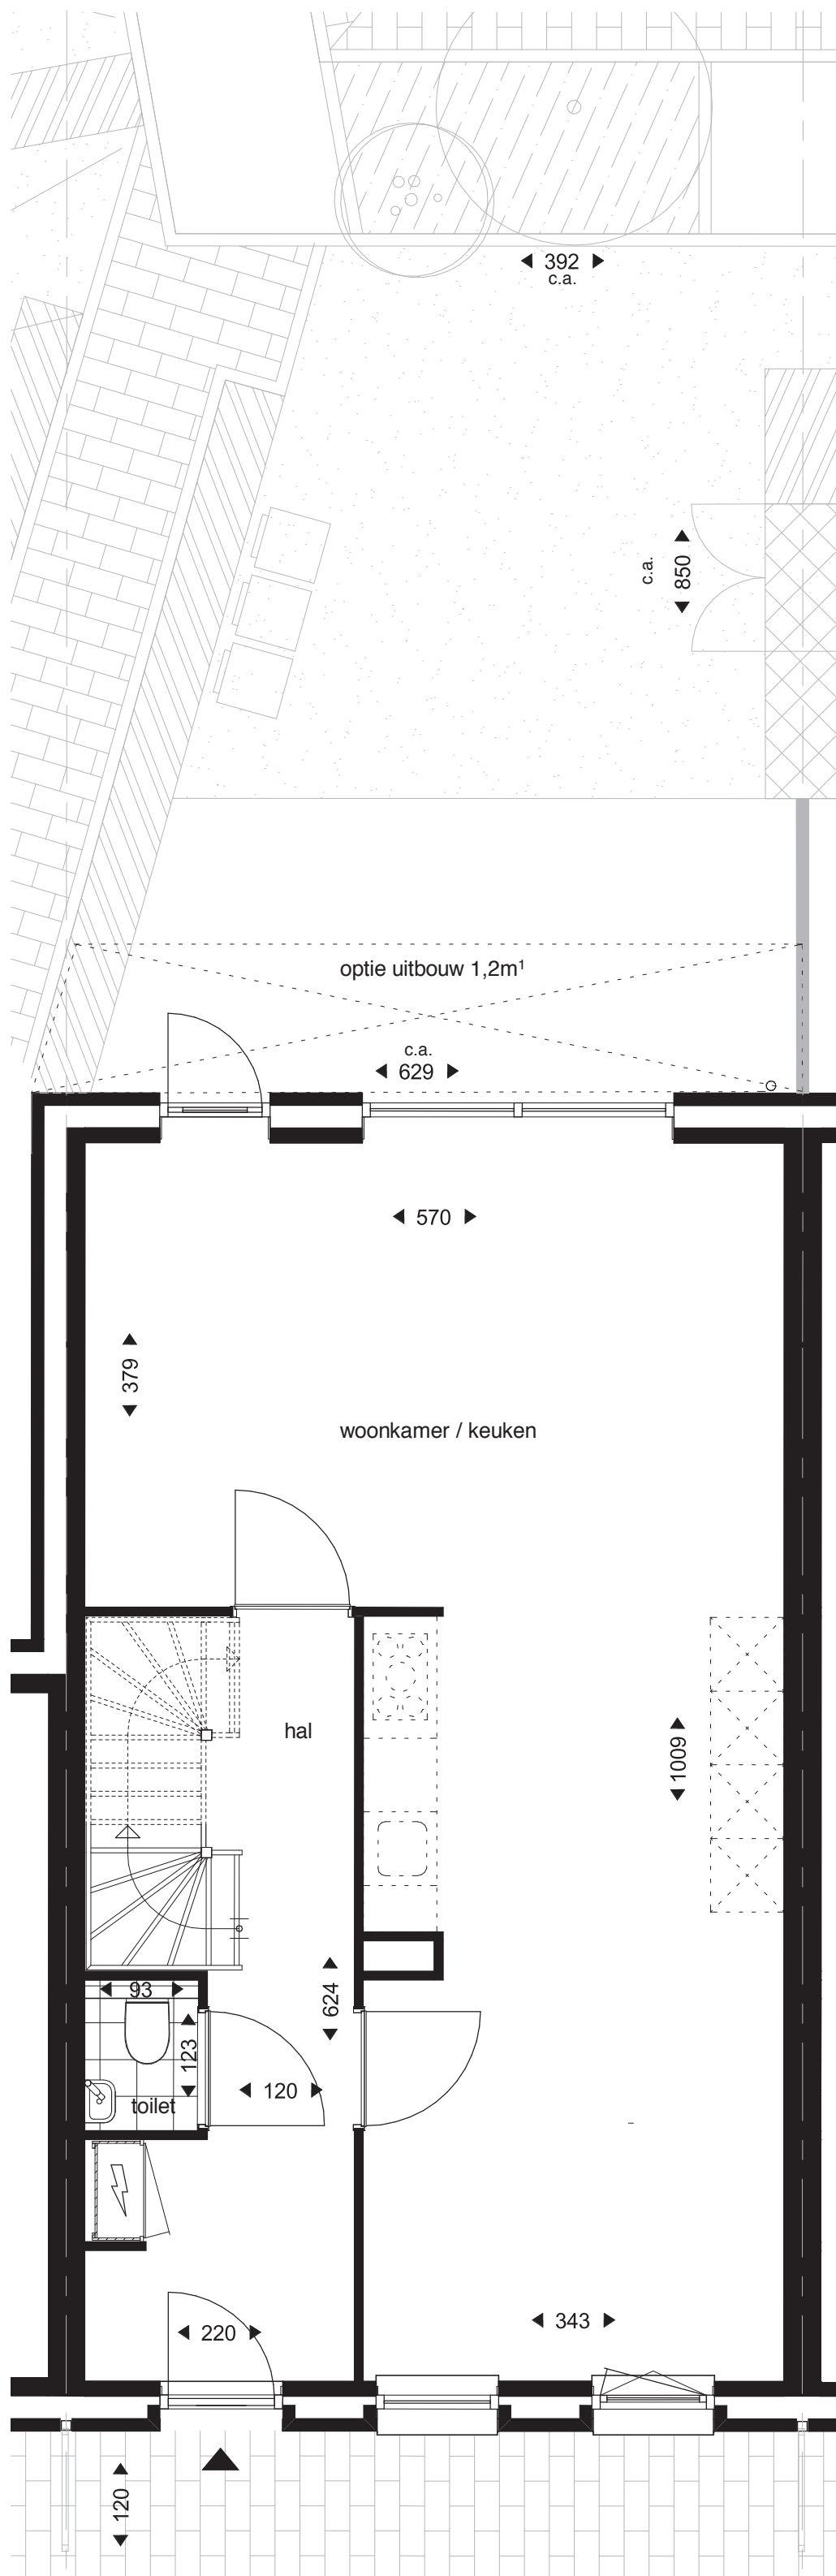 392
c.a.
c.a.
850
optie uitbouw 1,2m¹
c.a.
629
570
379
woonkamer / keuken
hal
1009
93
624
123
120
toilet
343
220
120